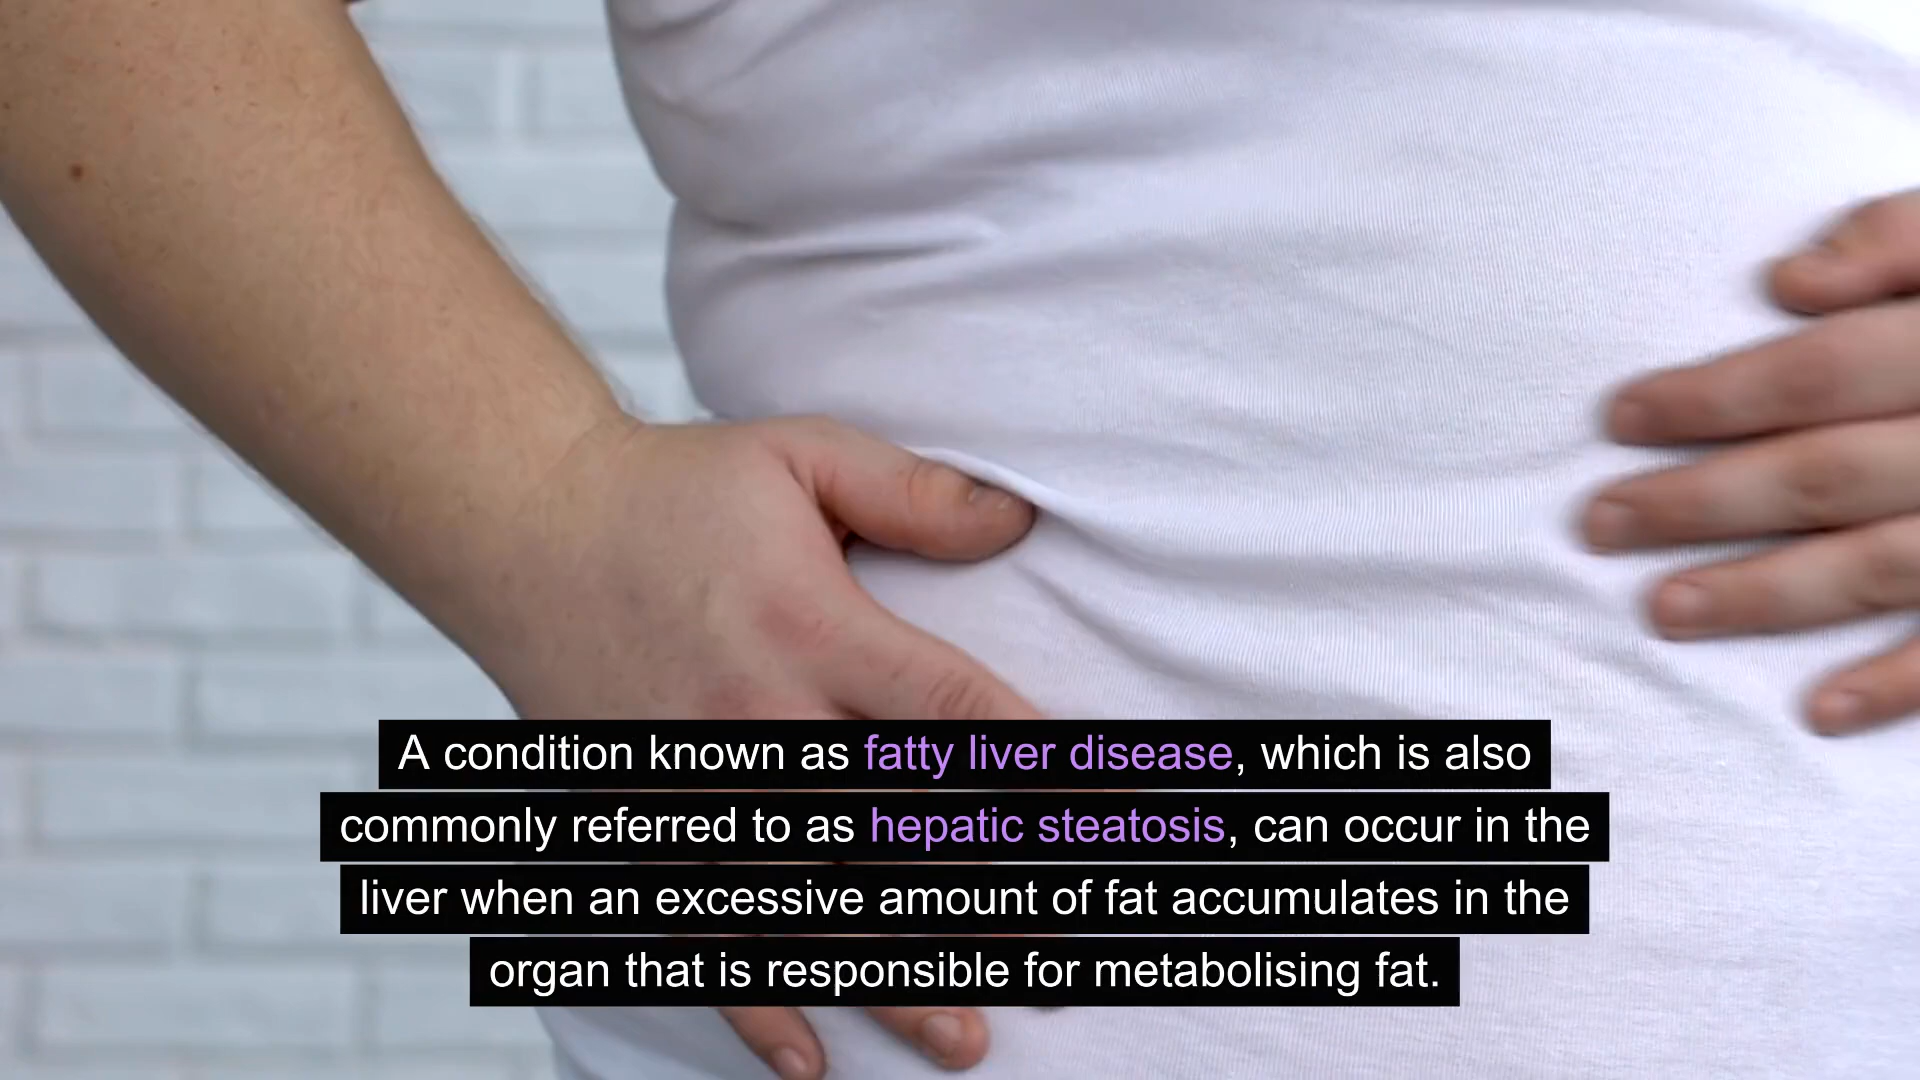 A condition known as fatty liver disease, which is also
commonly referred to as hepatic steatosis, can occur in the
liver when an excessive amount of fat accumulates in the
organ that is responsible for metabolising fat.